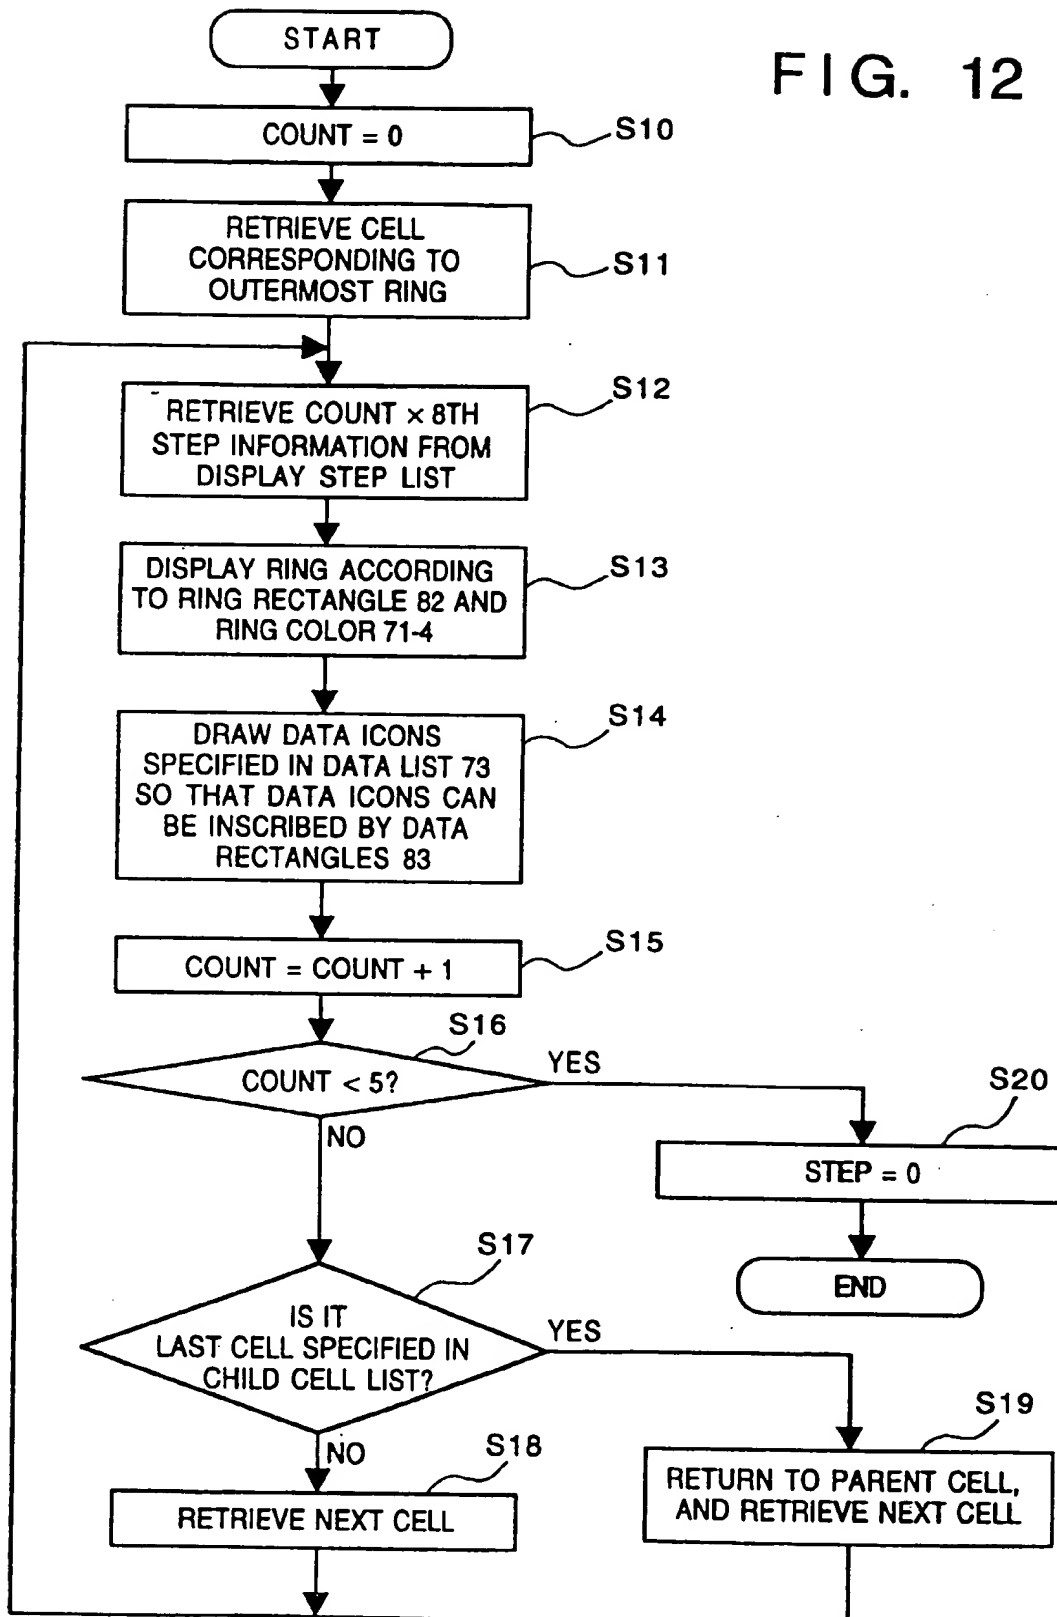 FIG. 12
START
COUNT = 0
S10
RETRIEVE CELL
CORRESPONDING TO
OUTERMOST RING
S11
RETRIEVE COUNT × 8TH
STEP INFORMATION FROM
DISPLAY STEP LIST
S12
DISPLAY RING ACCORDING
TO RING RECTANGLE 82 AND
RING COLOR 71-4
S13
DRAW DATA ICONS
SPECIFIED IN DATA LIST 73
SO THAT DATA ICONS CAN
BE INSCRIBED BY DATA
RECTANGLES 83
S14
COUNT = COUNT + 1
S15
COUNT < 5?
S16
YES
NO
STEP = 0
S20
END
IS IT
LAST CELL SPECIFIED IN
CHILD CELL LIST?
S17
YES
NO
RETRIEVE NEXT CELL
S18
RETURN TO PARENT CELL,
AND RETRIEVE NEXT CELL
S19